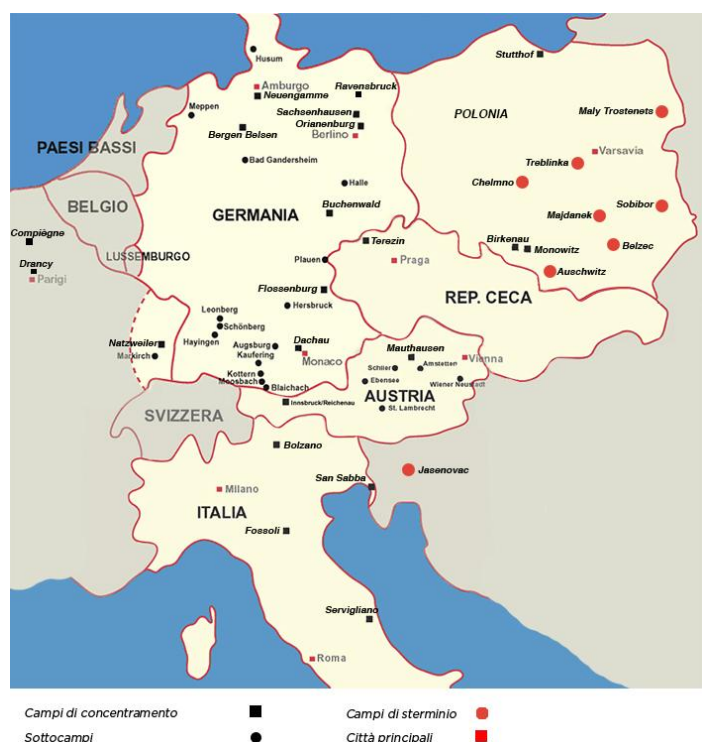 Husum
Stutthof
Amburgo
Neuengamme
Ravensbruck
Meppen
Sachsenhausen
Oranenburg
Berlino
Bergen Belsen
POLONIA
Maly Trostenets
PAESI BASSI
Bad Gandersheim
Varsavia
Treblinka
Halle
Chelmno
BELGIO
GERMANIA
Buchenwald
Sobibor
Majdanek
Compiègne
Terezin
Birkenau
Monowitz
Belzec
LUSSEMBURGO
Drancy
Parigi
Plauen
Praga
Auschwitz
Flossenburg
REP. CECA
Hersbruck
Leonberg
Schönberg
Hayingen
Natzweiler
Markirch
Augsburg
Kaufering
Dachau
Monaco
Mauthausen
Vienna
Schlier
Amstetten
Kottern
Moosbach
Blaichach
Ebensee
Wiener Neustadt
AUSTRIA
Innsbruck/Reichenau
St. Lambrecht
SVIZZERA
Bolzano
San Sabba
Jasenovac
Milano
ITALIA
Fossoli
Servigliano
Roma
Campi di concentramento
Campi di sterminio
Sottocampi
Città principali